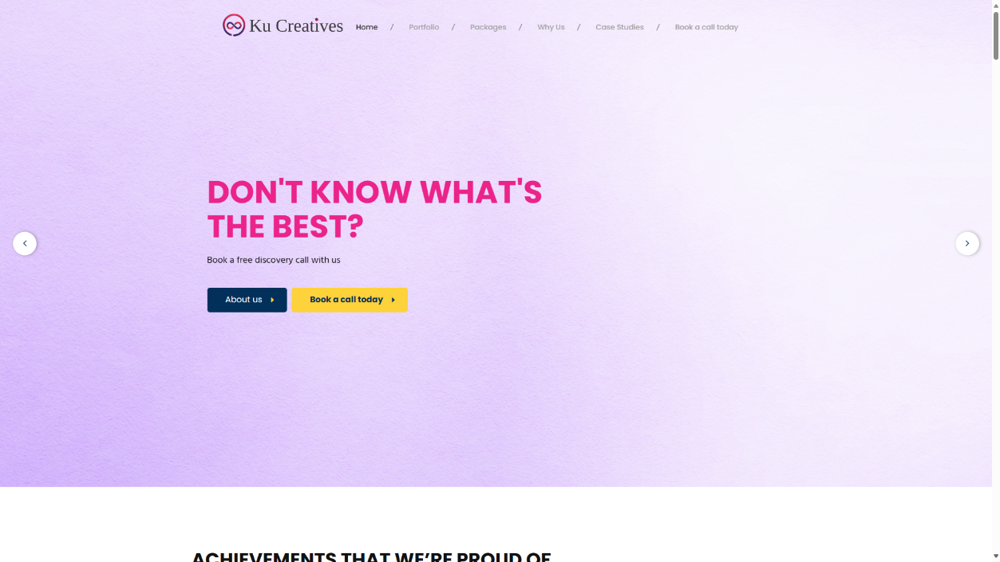 Ku Creatives
Home / Portfolio / Packages / Why Us / Case Studies / Book a call today
DON'T KNOW WHAT'S
THE BEST?
Book a free discovery call with us
About us
Book a call today
ACHIEVEMENTS THAT WE’RE PROUD OF